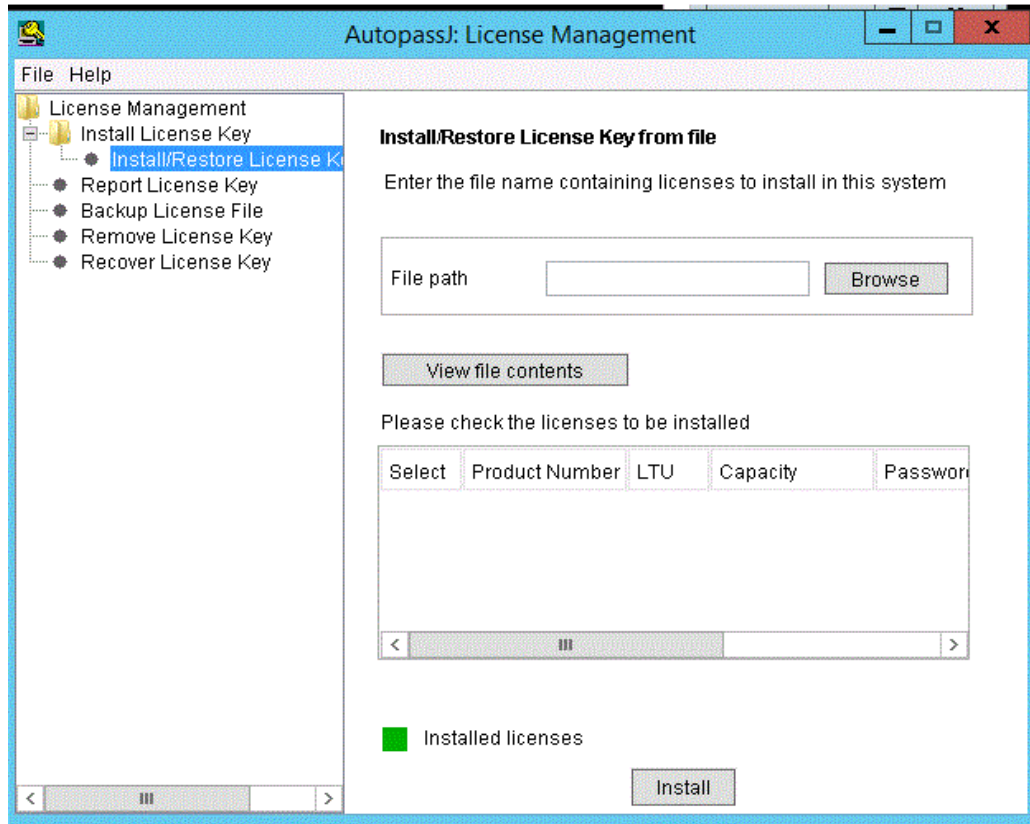 AutopassJ: License Management
File Help
License Management
Install License Key
Install/Restore License K
Report License Key
Backup License File
Remove License Key
Recover License Key
Install/Restore License Key from file
Enter the file name containing licenses to install in this system
File path
Browse
View file contents
Please check the licenses to be installed
Select Product Number LTU Capacity Password
Installed licenses
Install